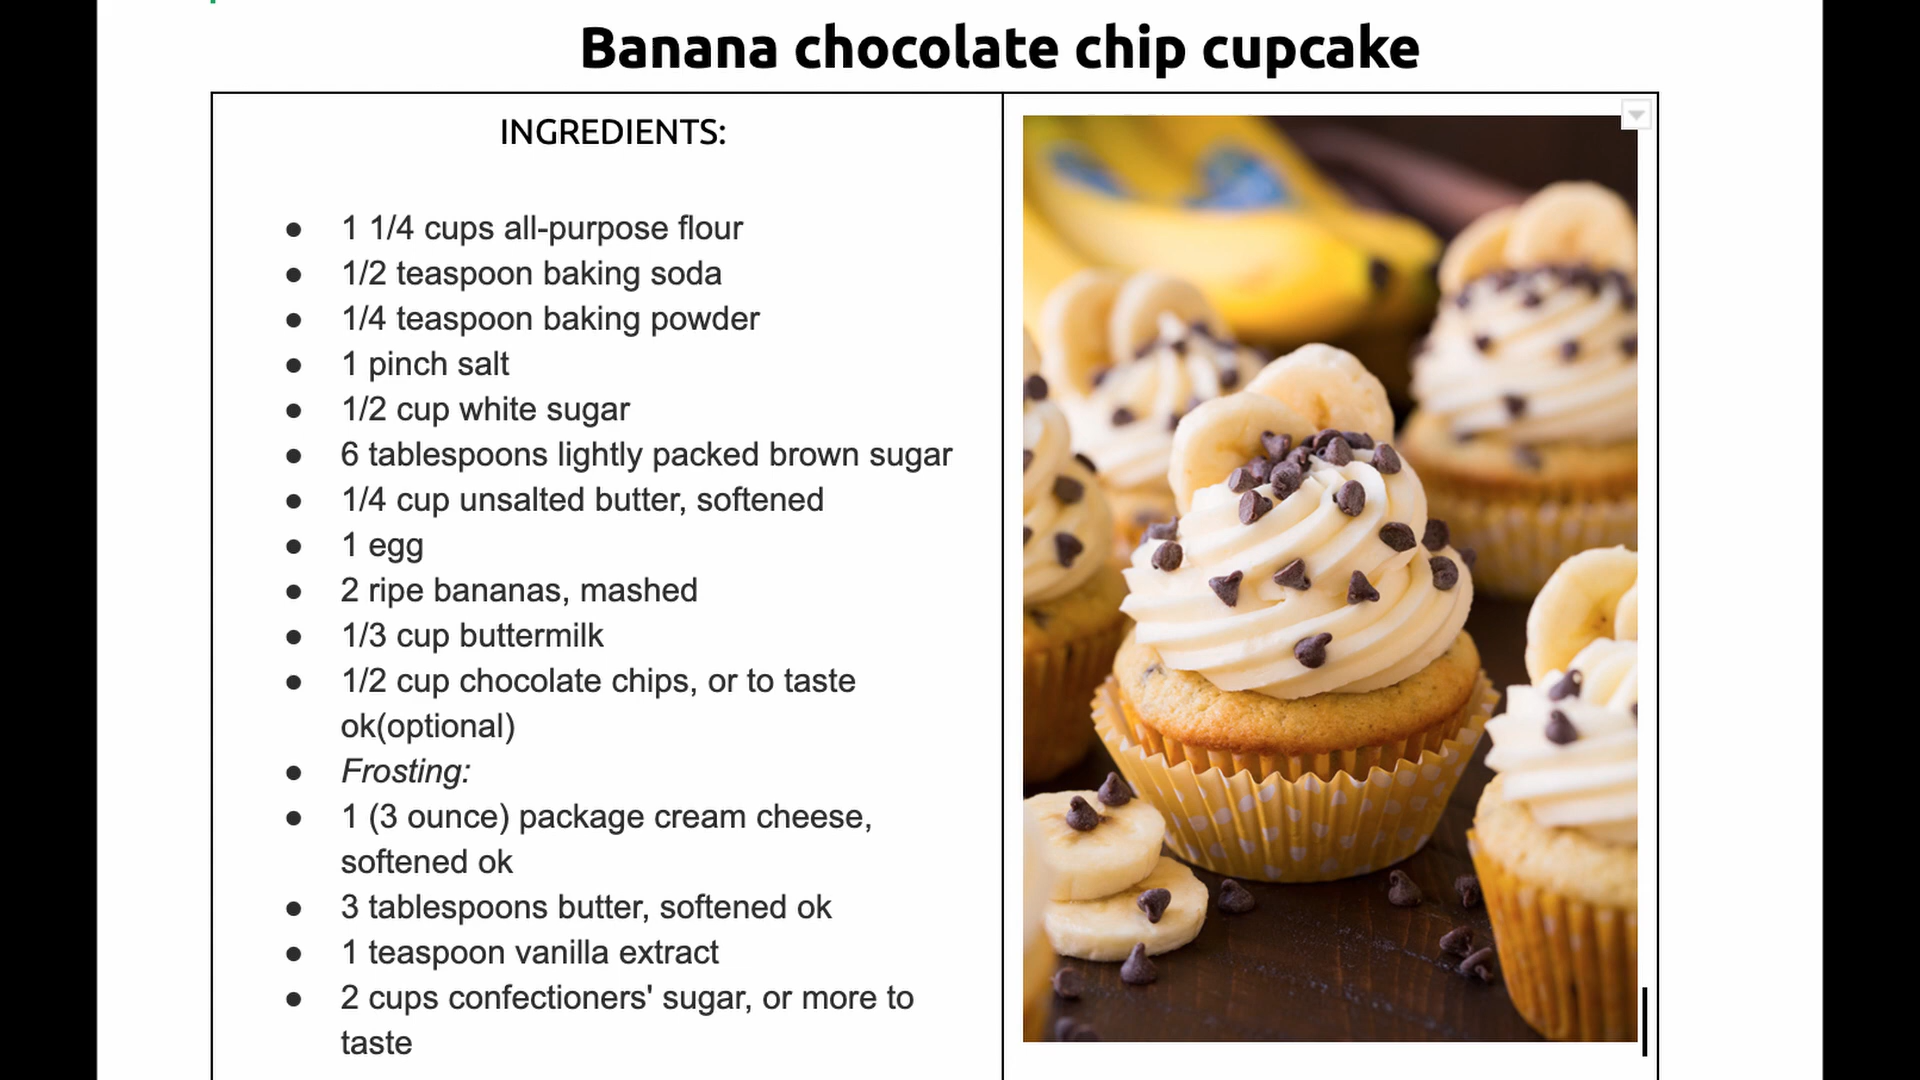 Banana chocolate chip cupcake
INGREDIENTS:
● 1 1/4 cups all-purpose flour
● 1/2 teaspoon baking soda
● 1/4 teaspoon baking powder
● 1 pinch salt
● 1/2 cup white sugar
● 6 tablespoons lightly packed brown sugar
● 1/4 cup unsalted butter, softened
● 1 egg
● 2 ripe bananas, mashed
● 1/3 cup buttermilk
● 1/2 cup chocolate chips, or to taste
ok(optional)
● Frosting:
● 1 (3 ounce) package cream cheese,
softened ok
● 3 tablespoons butter, softened ok
● 1 teaspoon vanilla extract
● 2 cups confectioners' sugar, or more to
taste